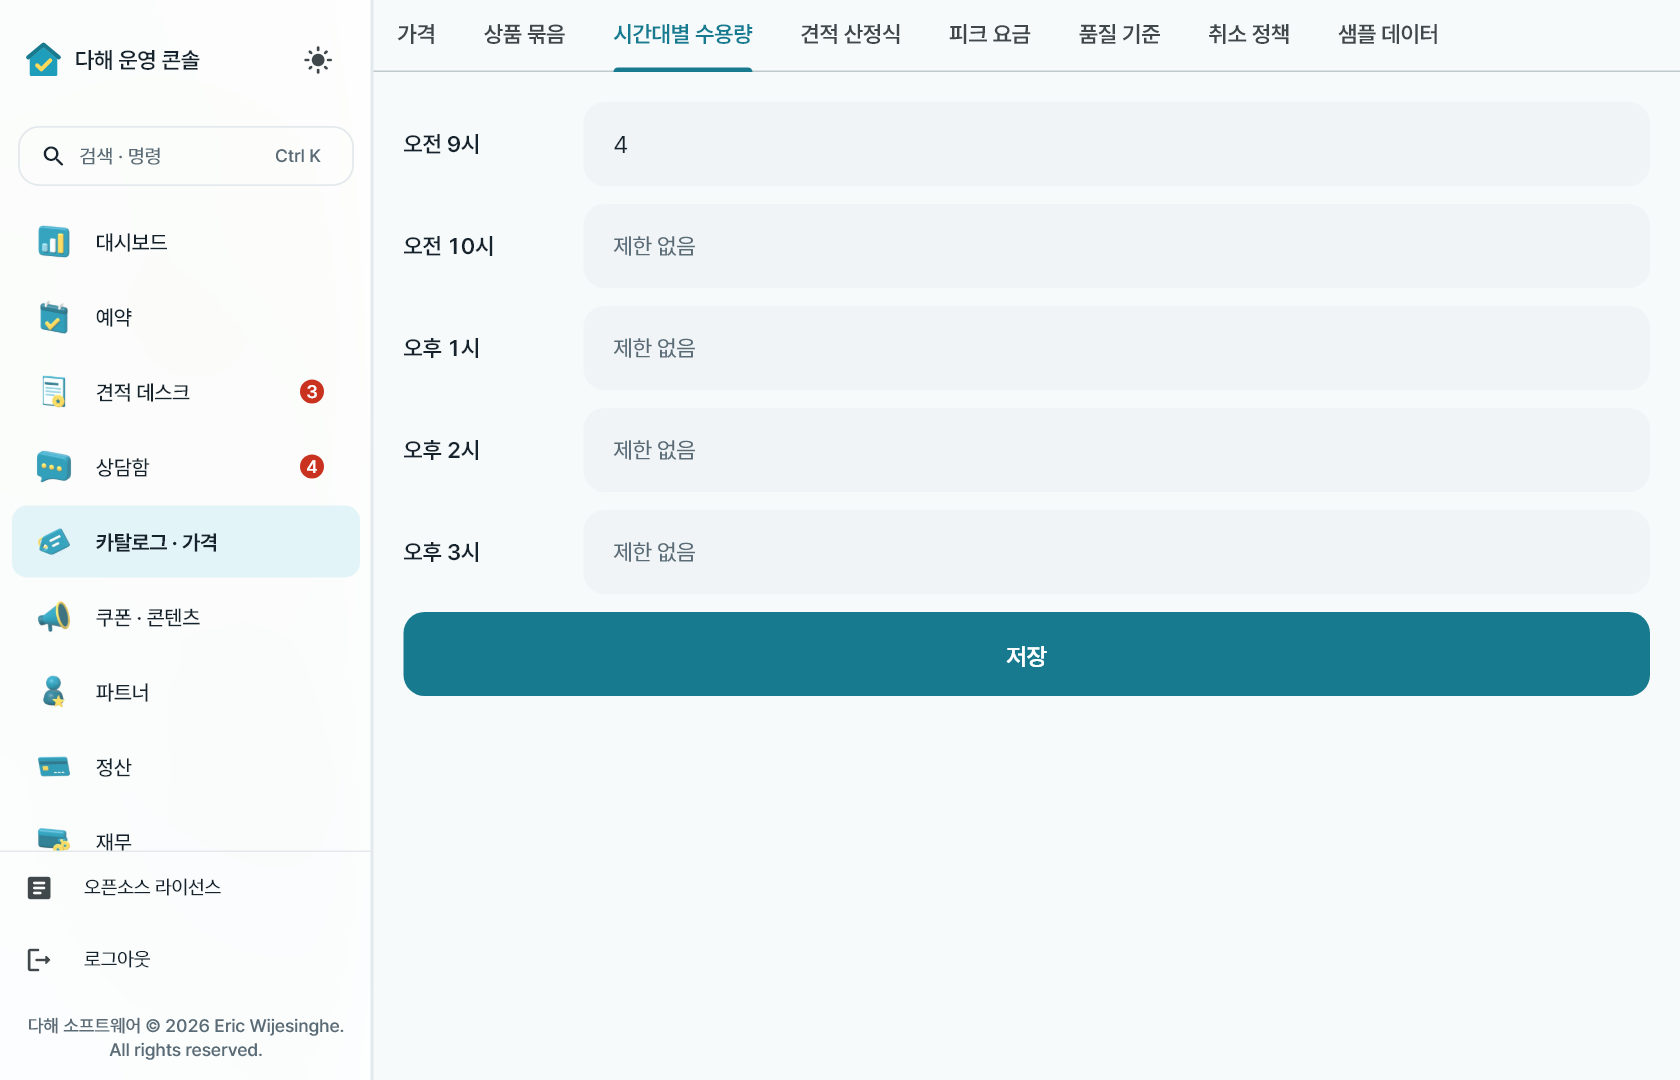 다해 운영 콘솔
검색 · 명령
Ctrl K
대시보드
예약
견적 데스크
3
상담함
4
카탈로그 · 가격
쿠폰 · 콘텐츠
파트너
정산
재무
오픈소스 라이선스
로그아웃
다해 소프트웨어 © 2026 Eric Wijesinghe.
All rights reserved.
가격
상품 묶음
시간대별 수용량
견적 산정식
피크 요금
품질 기준
취소 정책
샘플 데이터
오전 9시
4
오전 10시
제한 없음
오후 1시
제한 없음
오후 2시
제한 없음
오후 3시
제한 없음
저장